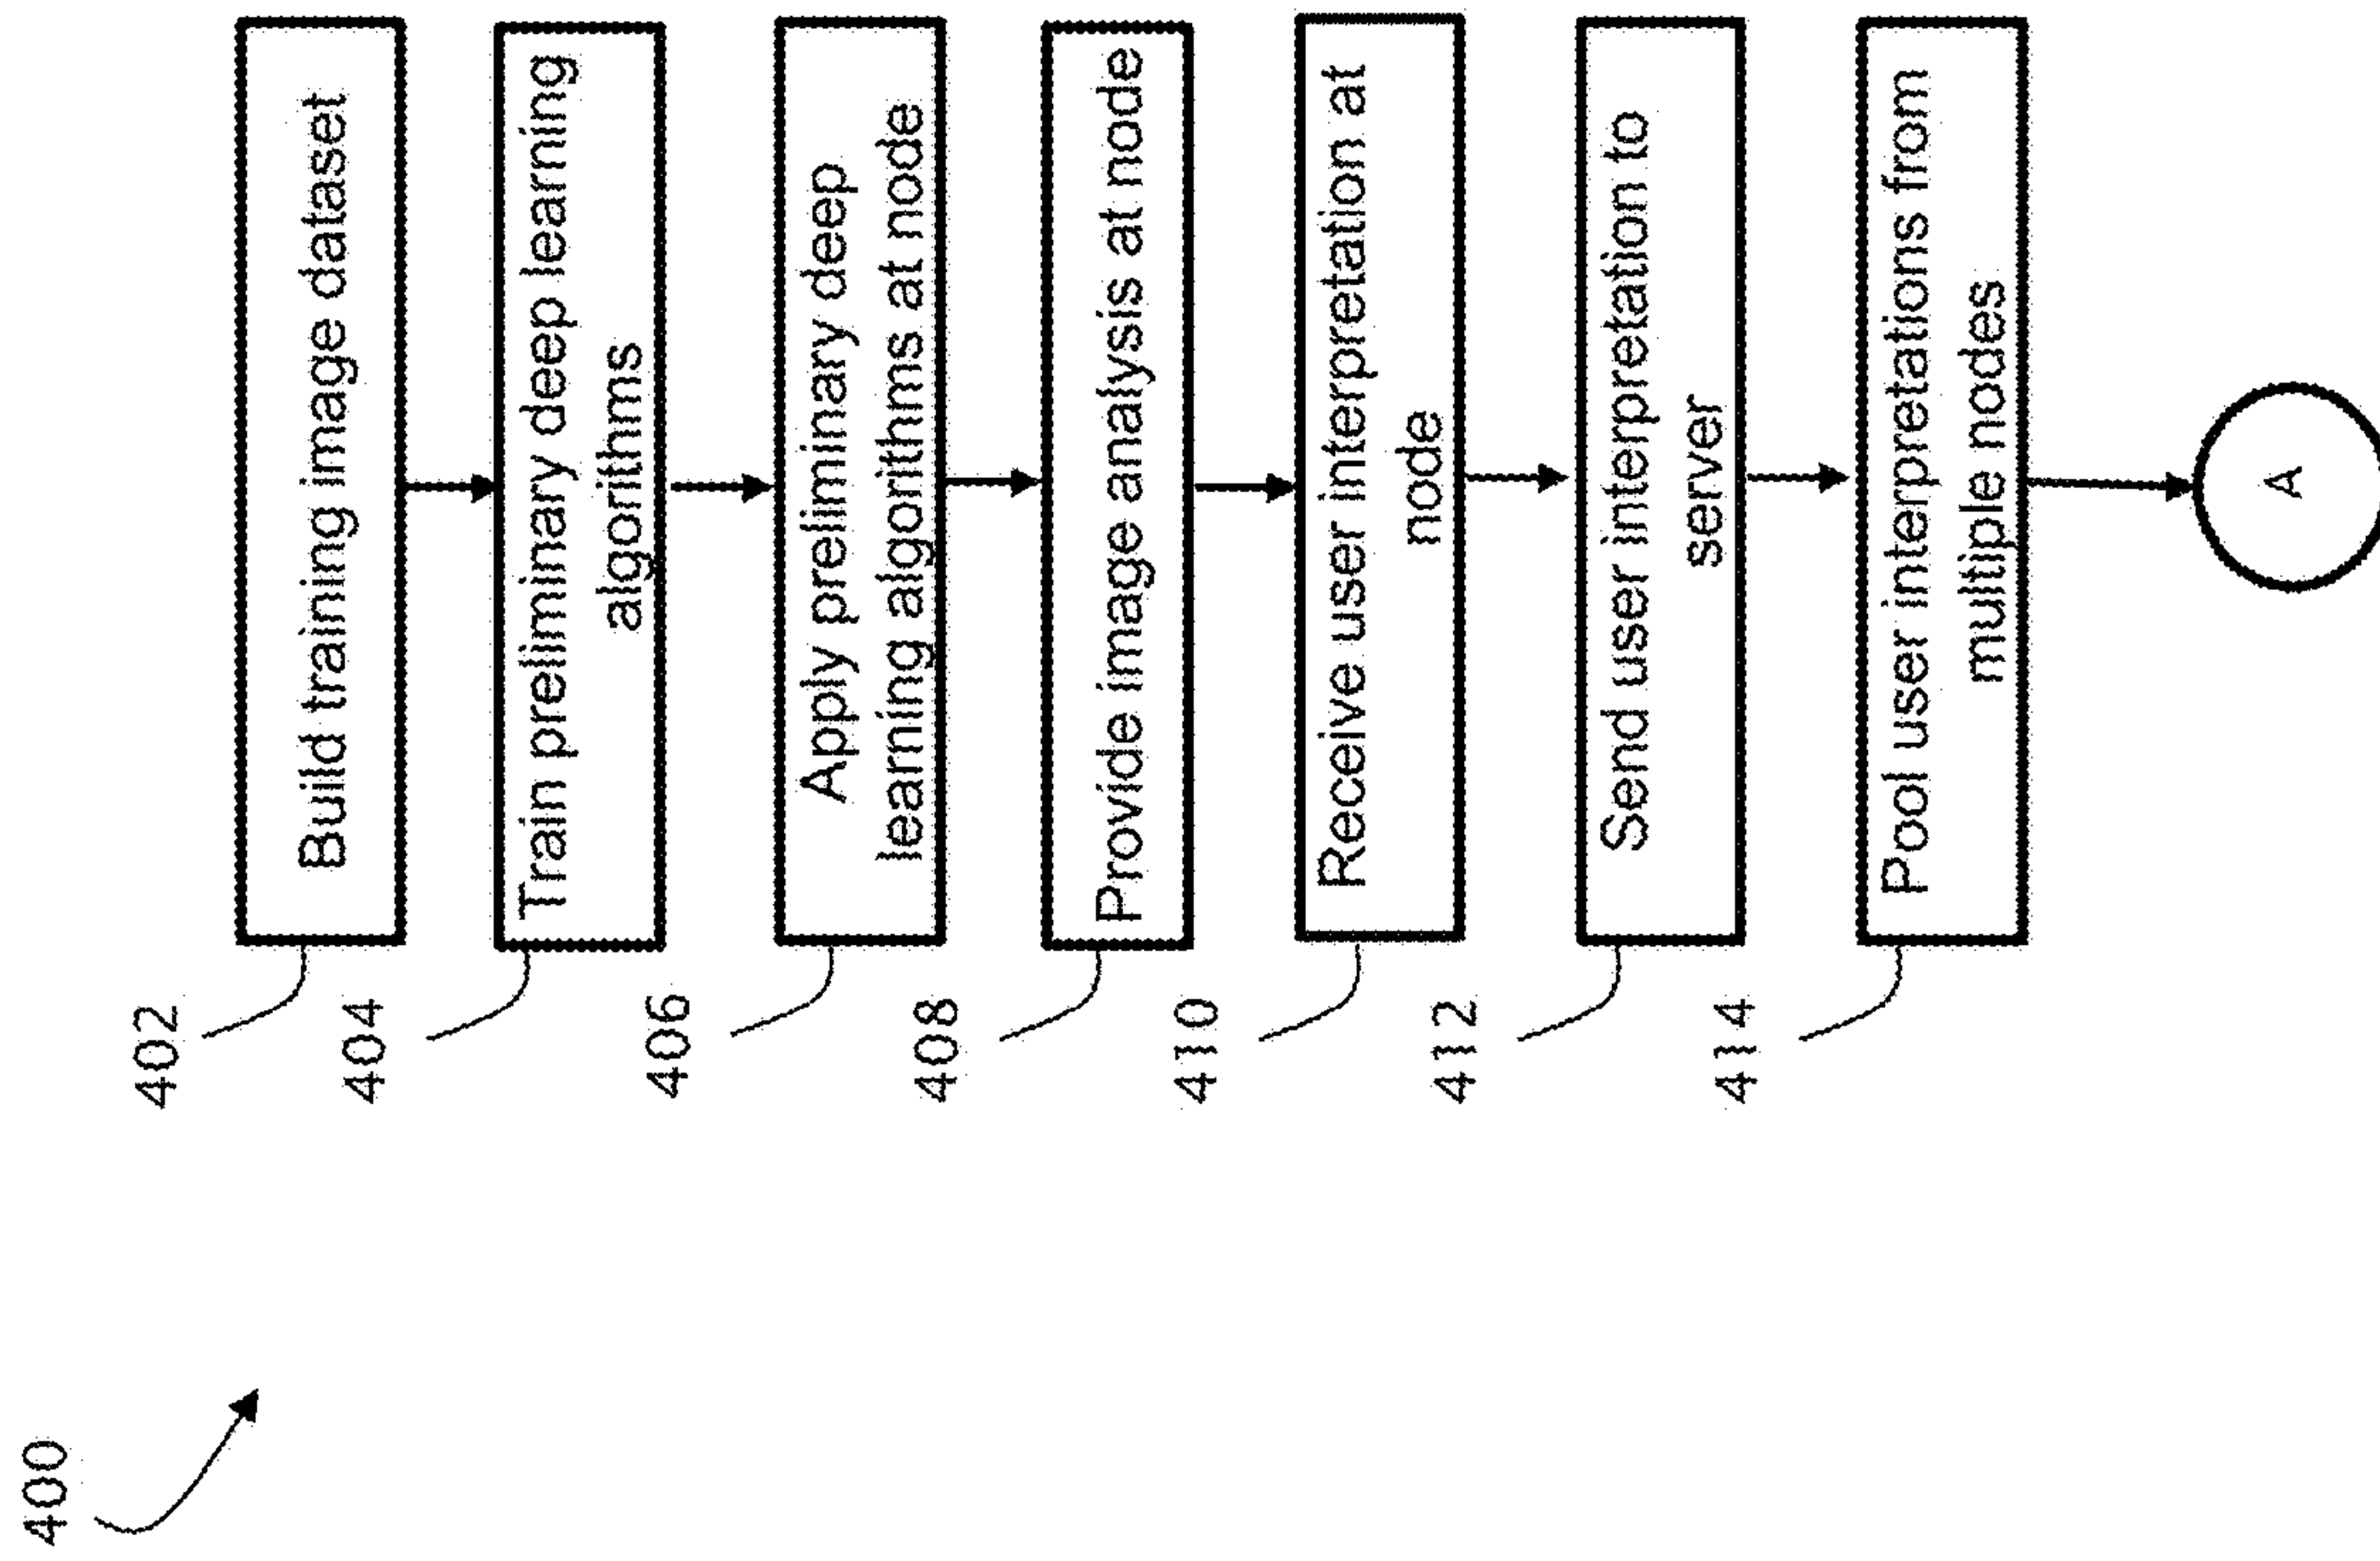 400
402
Build training image dataset
404
Train preliminary deep learning
algorithms
406
Apply preliminary deep
learning algorithms at node
408
Provide image analysis at node
410
Receive user interpretation at
node
412
Send user interpretation to
server
414
Pool user interpretations from
multiple nodes
A